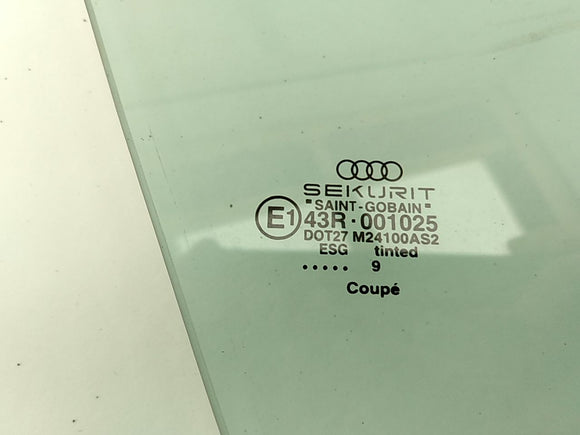 SEKURIT
"SAINT-GOBAIN"
E1 43R·001025
DOT27 M24100AS2
ESG tinted
..... 9
Coupé